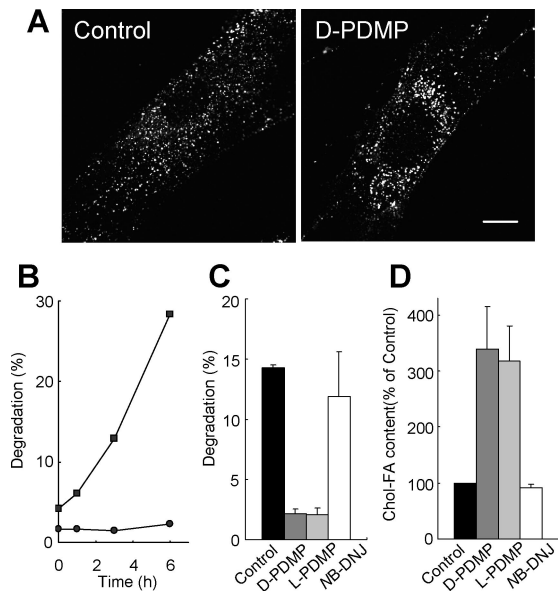 A
Control
D-PDMP
B
30
20
10
0
Degradation (%)
0 2 4 6
Time (h)
C
20
15
10
5
0
Degradation (%)
Control
D-PDMP
L-PDMP
NB-DNJ
D
400
300
200
100
0
Chol-FA content(% of Control)
Control
D-PDMP
L-PDMP
NB-DNJ